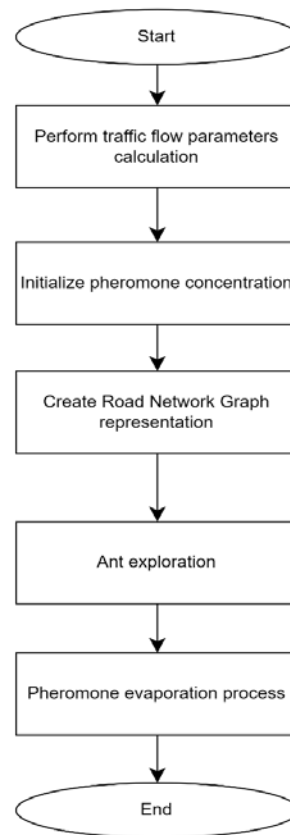 Start
Perform traffic flow parameters
calculation
Initialize pheromone concentration
Create Road Network Graph
representation
Ant exploration
Pheromone evaporation process
End